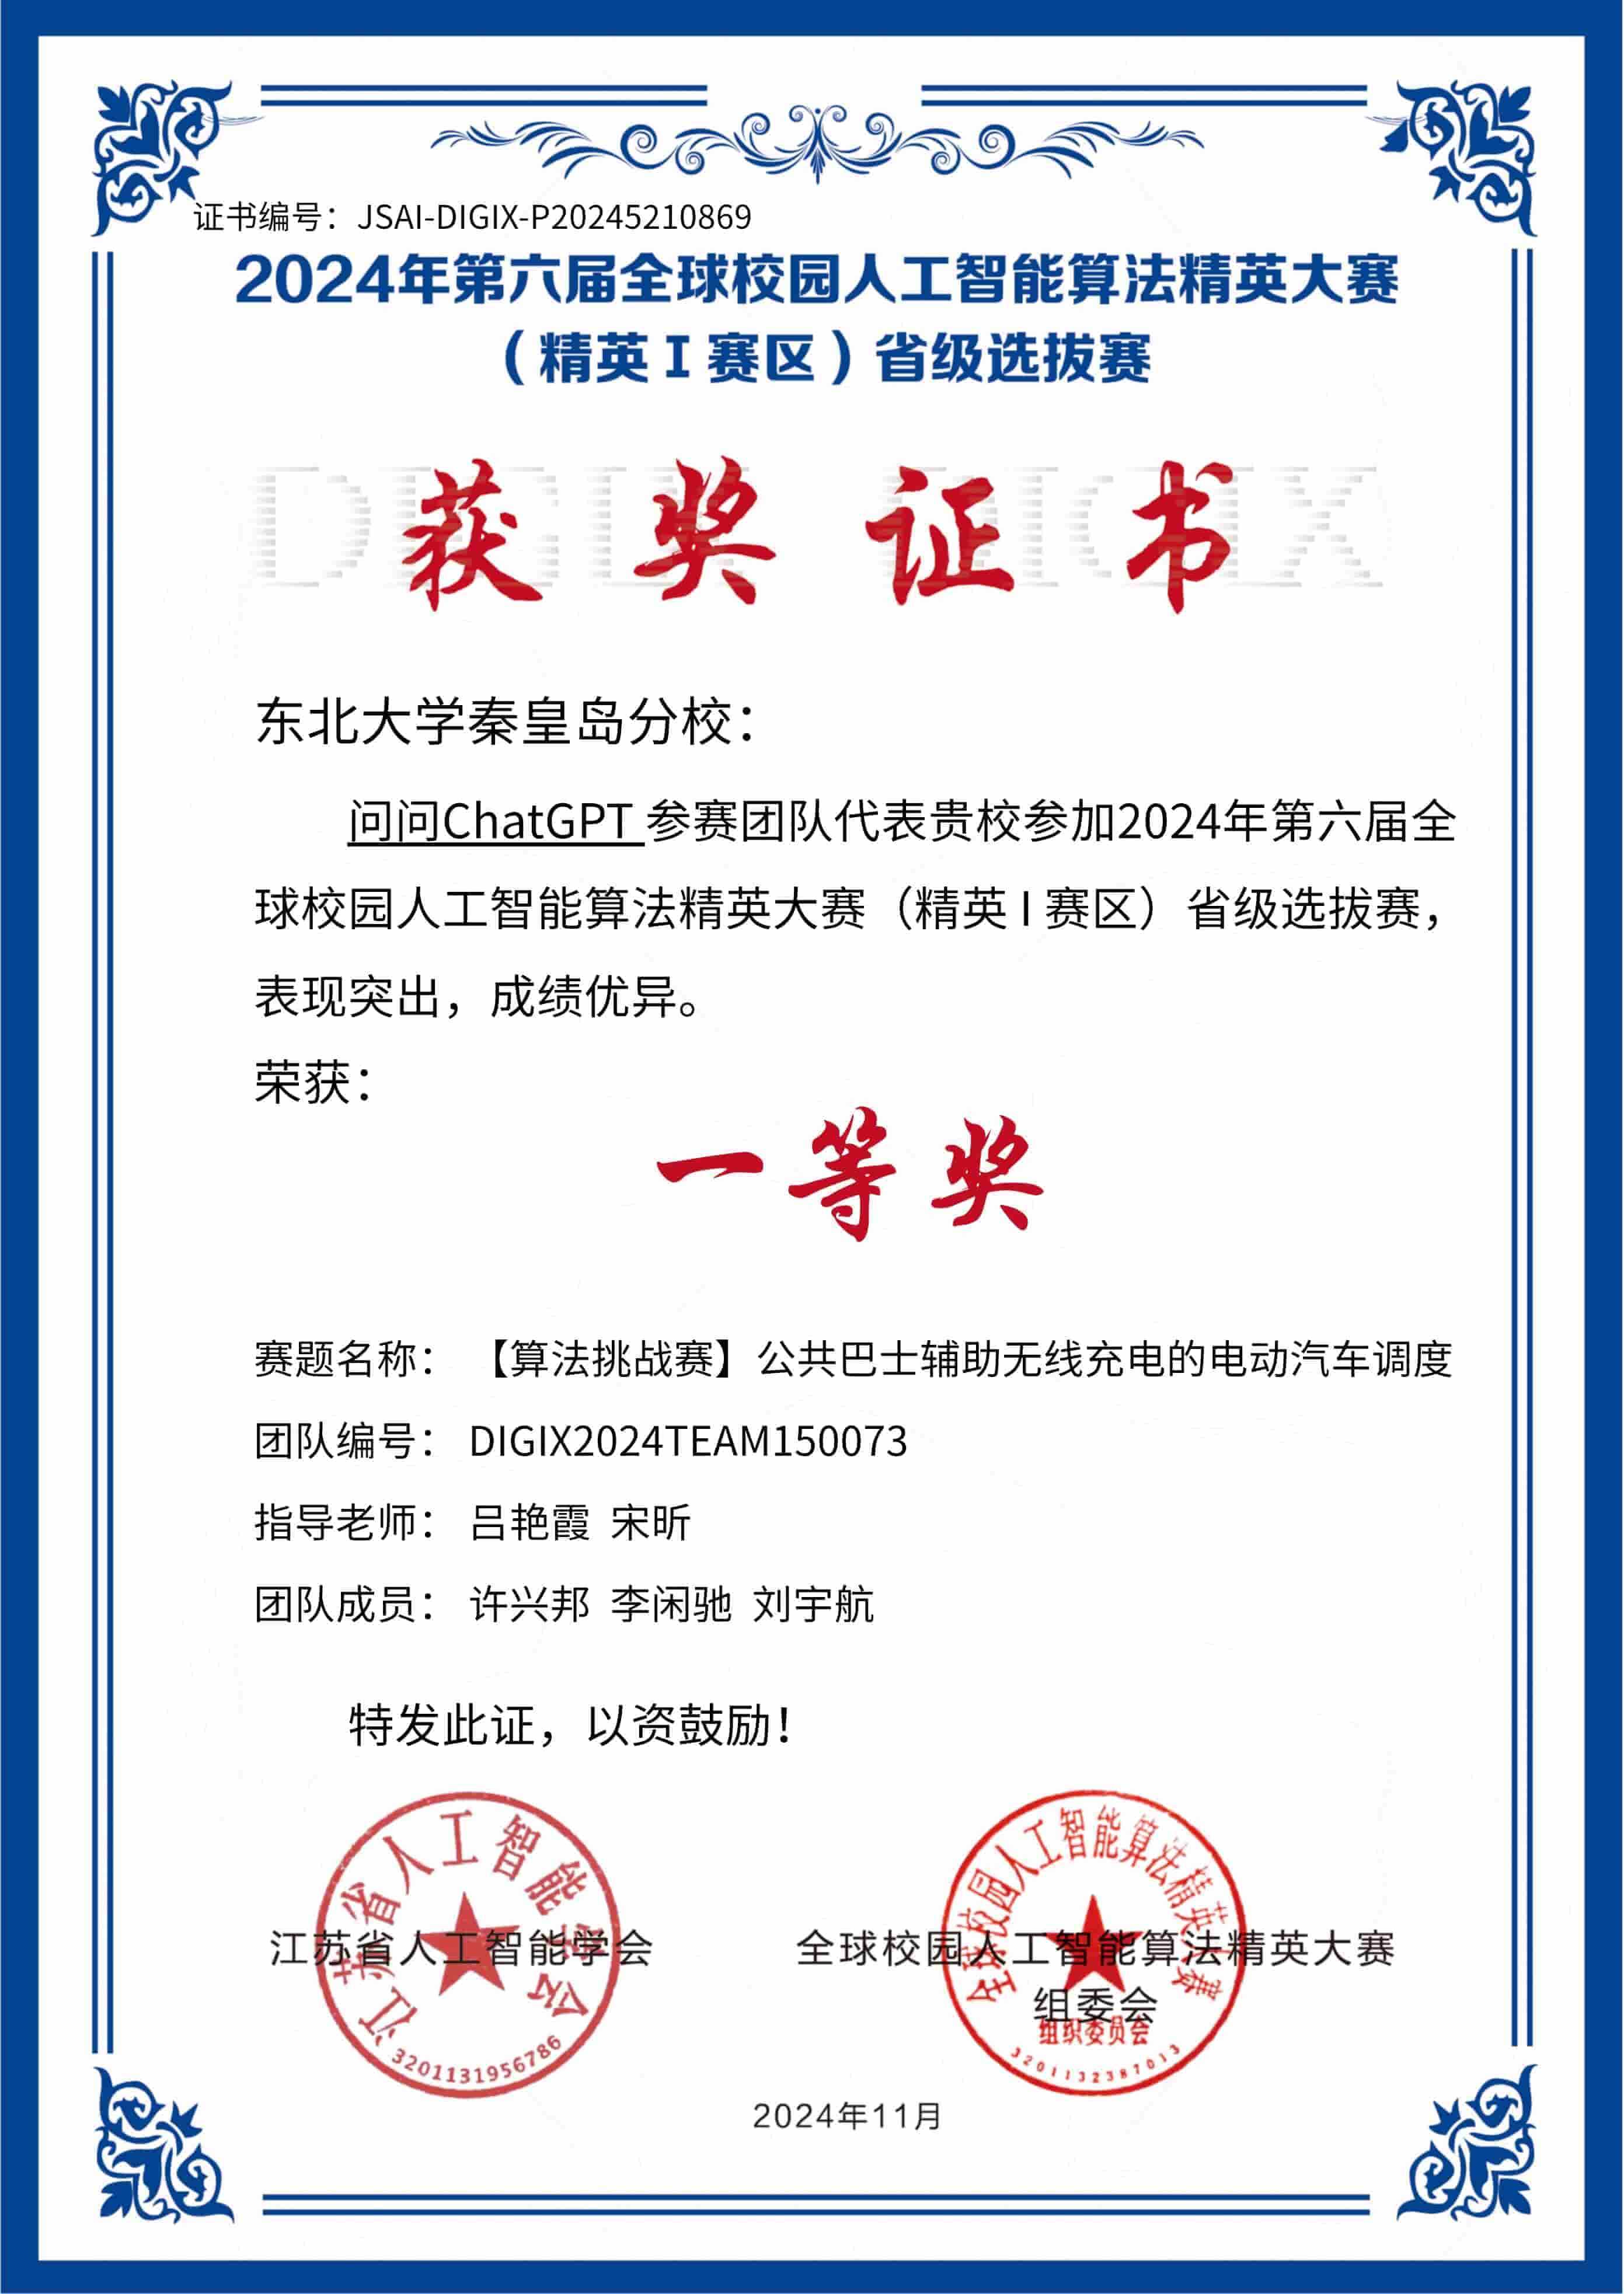 证书编号：JSAI-DIGIX-P20245210869
2024年第六届全球校园人工智能算法精英大赛
（精英 I 赛区）省级选拔赛
DIGIX DIGIX
获奖证书
东北大学秦皇岛分校：
问问ChatGPT 参赛团队代表贵校参加2024年第六届全
球校园人工智能算法精英大赛（精英 I 赛区）省级选拔赛，
表现突出，成绩优异。
荣获：
一等奖
赛题名称：【算法挑战赛】公共巴士辅助无线充电的电动汽车调度
团队编号： DIGIX2024TEAM150073
指导老师： 吕艳霞 宋昕
团队成员： 许兴邦 李闲驰 刘宇航
特发此证，以资鼓励！
江苏省人工智能学会
3201131956786
江苏省人工智能学会
全球校园人工智能算法精英大赛
组织委员会
3201132387013
全球校园人工智能算法精英大赛
组委会
2024年11月